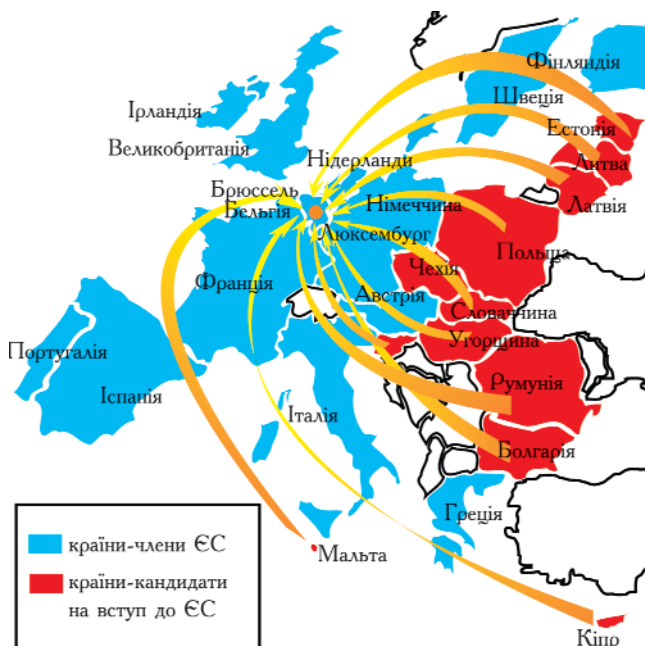 Фінляндія
Швеція
Ірландія
Естонія
Великобританія
Нідерланди
Литва
Брюссель
Бельгія
Німеччина
Латвія
Люксембург
Польща
Франція
Чехія
Австрія
Словаччина
Португалія
Угорщина
Іспанія
Італія
Румунія
Болгарія
Греція
країни-члени ЄС
Мальта
країни-кандидати
на вступ до ЄС
Кіпр